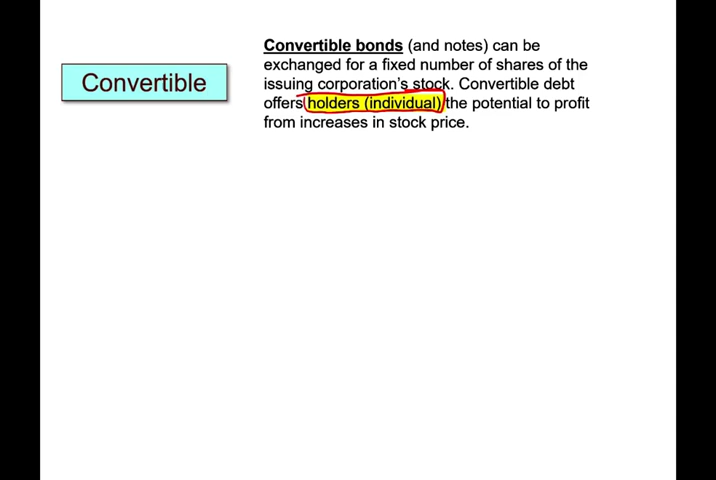 Convertible bonds (and notes) can be
exchanged for a fixed number of shares of the
Convertible
issuing corporation's stock. Convertible debt
offers holders (individual) the potential to profit
from increases in stock price.